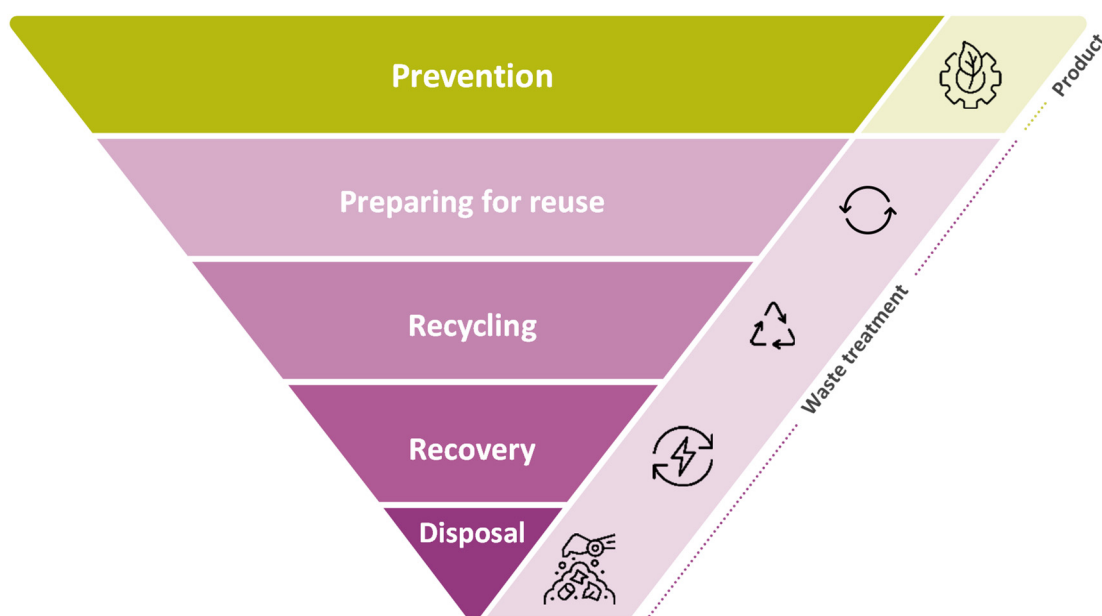 Prevention
Product
Preparing for reuse
Recycling
Waste treatment
Recovery
Disposal